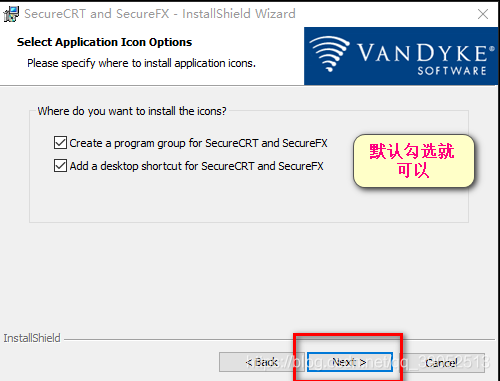 SecureCRT and SecureFX - InstallShield Wizard
Select Application Icon Options
Please specify where to install application icons.
VANDYKE®
SOFTWARE
Where do you want to install the icons?
Create a program group for SecureCRT and SecureFX
Add a desktop shortcut for SecureCRT and SecureFX
默认勾选就
可以
InstallShield
< Back
Next >
Cancel